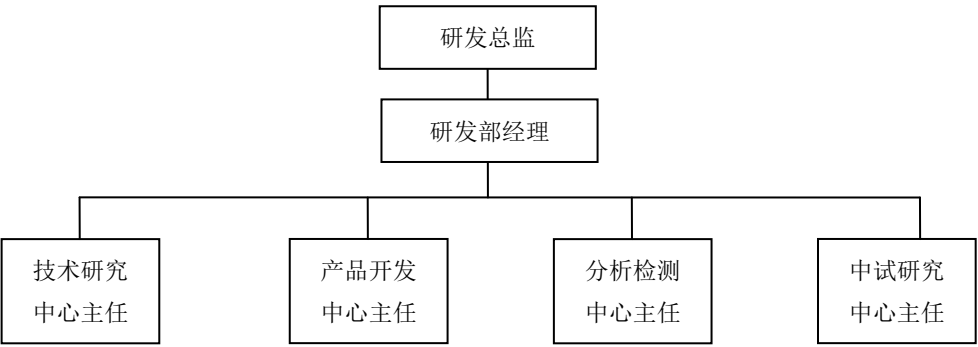 研发总监
研发部经理
技术研究
中心主任
产品开发
中心主任
分析检测
中心主任
中试研究
中心主任